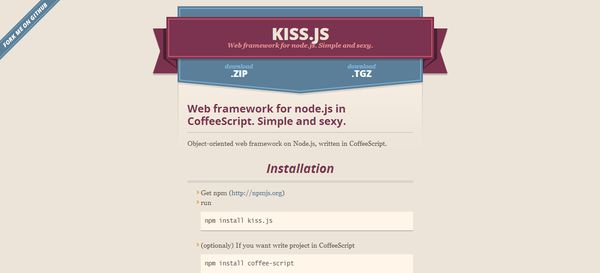 FORK ME ON GITHUB
KISS.JS
Web framework for node.js. Simple and sexy.
download
.ZIP
download
.TGZ
Web framework for node.js in
CoffeeScript. Simple and sexy.
Object-oriented web framework on Node.js, written in CoffeeScript.
Installation
Get npm (http://npmjs.org)
run
npm install kiss.js
(optionaly) If you want write project in CoffeeScript
npm install coffee-script